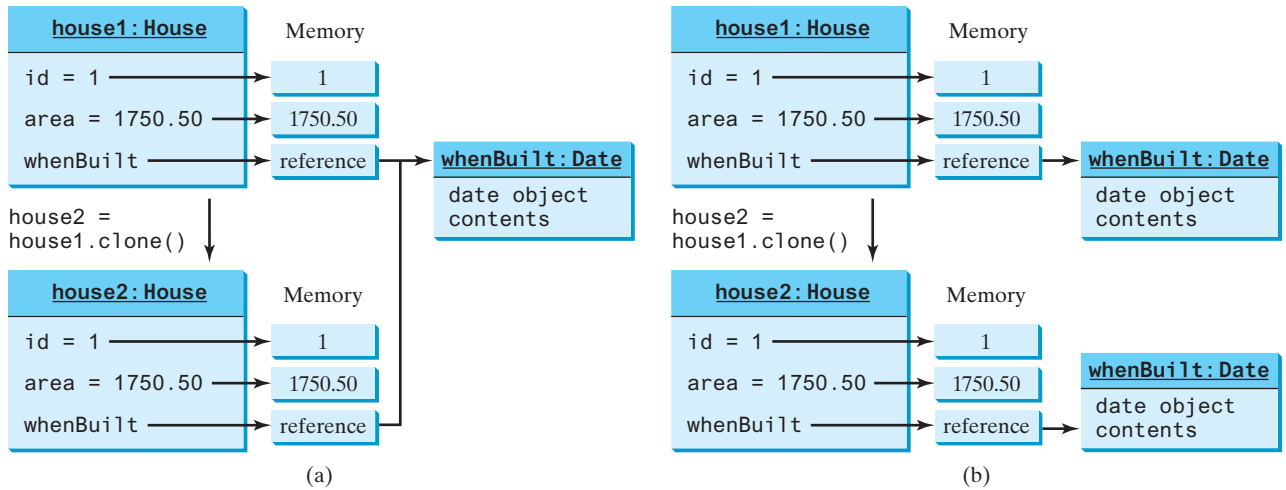 house1:House
Memory
id = 1
1
area = 1750.50
1750.50
whenBuilt
reference
whenBuilt:Date
date object
contents
house2 =
house1.clone()
house2:House
Memory
id = 1
1
area = 1750.50
1750.50
whenBuilt
reference
(a)
house1:House
Memory
id = 1
1
area = 1750.50
1750.50
whenBuilt
reference
whenBuilt:Date
date object
contents
house2 =
house1.clone()
house2:House
Memory
id = 1
1
area = 1750.50
1750.50
whenBuilt
reference
whenBuilt:Date
date object
contents
(b)